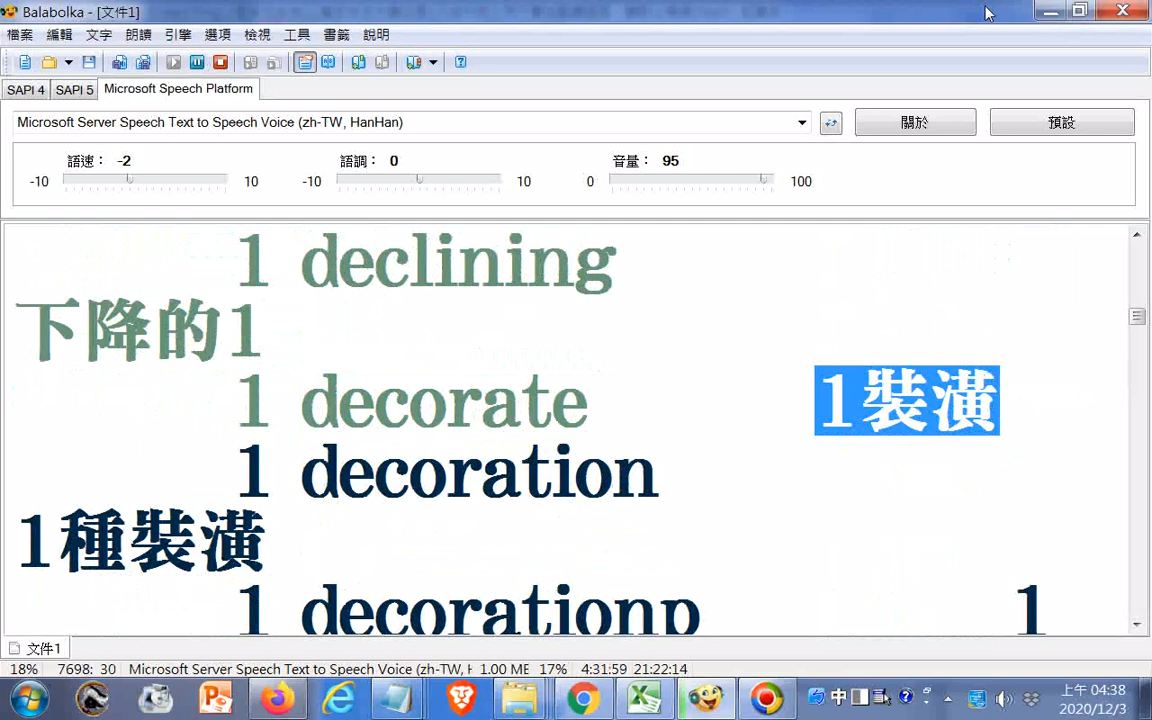 Balabolka - [文件1]
檔案 編輯 文字 朗讀 引擎 選項 檢視 工具 書籤 說明
SAPI 4 SAPI 5 Microsoft Speech Platform
Microsoft Server Speech Text to Speech Voice (zh-TW, HanHan) 關於 預設
語速： -2 語調： 0 音量： 95
-10 10 -10 10 0 100
1 declining
下降的1
1 decorate 1裝潢
1 decoration
1種裝潢
1 decorationp 1
文件1
18% 7698: 30 Microsoft Server Speech Text to Speech Voice (zh-TW, H 1.00 ME 17% 4:31:59 21:22:14
中 上午 04:38
2020/12/3